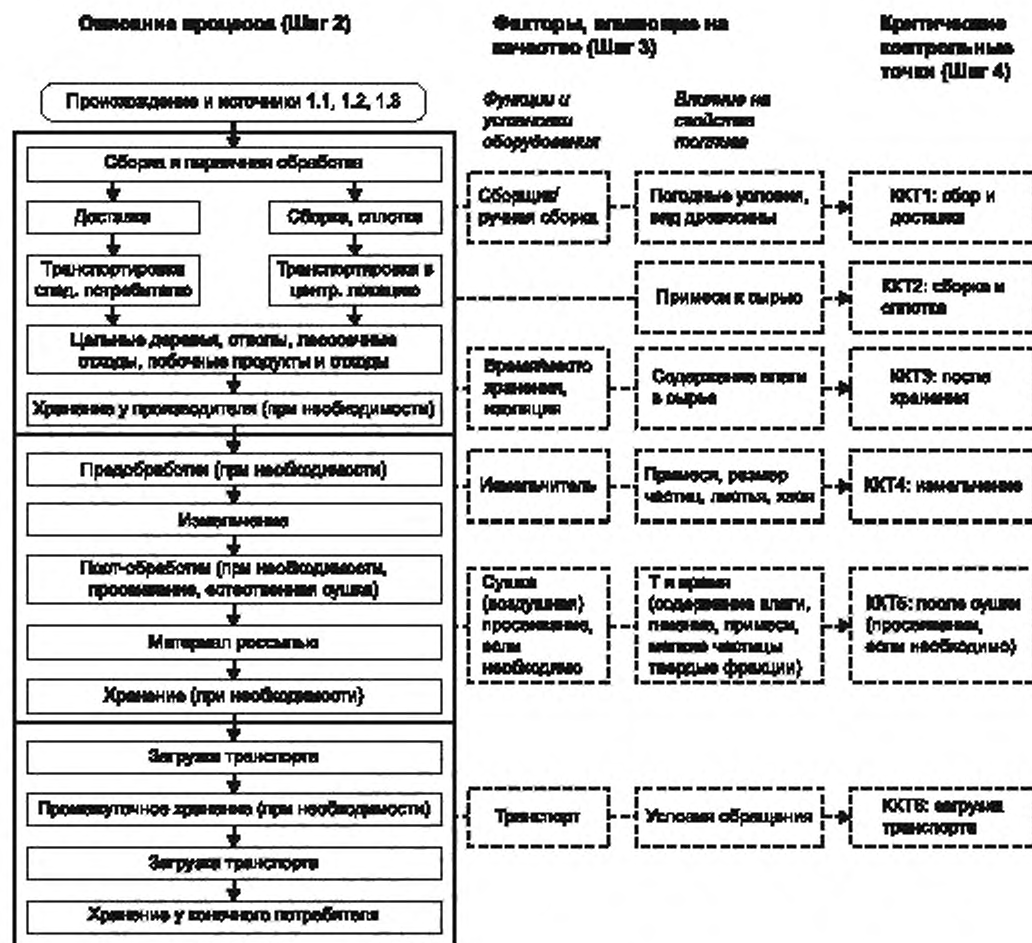 Описание процесса (Шаг 2)
Факторы, влияющие на
качество (Шаг 3)
Критические
контрольные
точки (Шаг 4)
Функции и
установки
оборудования
Влияние на
свойства
топлива
Происхождение и источники 1.1, 1.2, 1.3
Сборка и первичная обработка
Доставка
Сборка, сплотка
Транспортировка
след. потребителю
Транспортировка в
центр. локацию
Цельные деревья, стволы, лесосечные
отходы, побочные продукты и отходы
Хранение у производителя (при необходимости)
Предобработки (при необходимости)
Измельчение
Пост-обработки (при необходимости,
просеивание, естественная сушка)
Материал россыпью
Хранение (при необходимости)
Загрузка транспорта
Промежуточное хранение (при необходимости)
Загрузка транспорта
Хранение у конечного потребителя
Сборщик/
ручная сборка
Погодные условия,
вид древесины
ККТ1: сбор и
доставка
Примеси к сырью
ККТ2: сборка и
сплотка
Время/место
хранения,
изоляция
Содержание влаги
в сырье
ККТ3: после
хранения
Измельчитель
Примеси, размер
частиц, листья, хвоя
ККТ4: измельчение
Сушка
(воздушная)
просеивание,
если
необходимо
Т и время
(содержание влаги,
гниение, примеси,
мелкие частицы
твердые фракции)
ККТ5: после сушки
(просеивании,
если необходимо)
Транспорт
Условия обращения
ККТ6: загрузка
транспорта